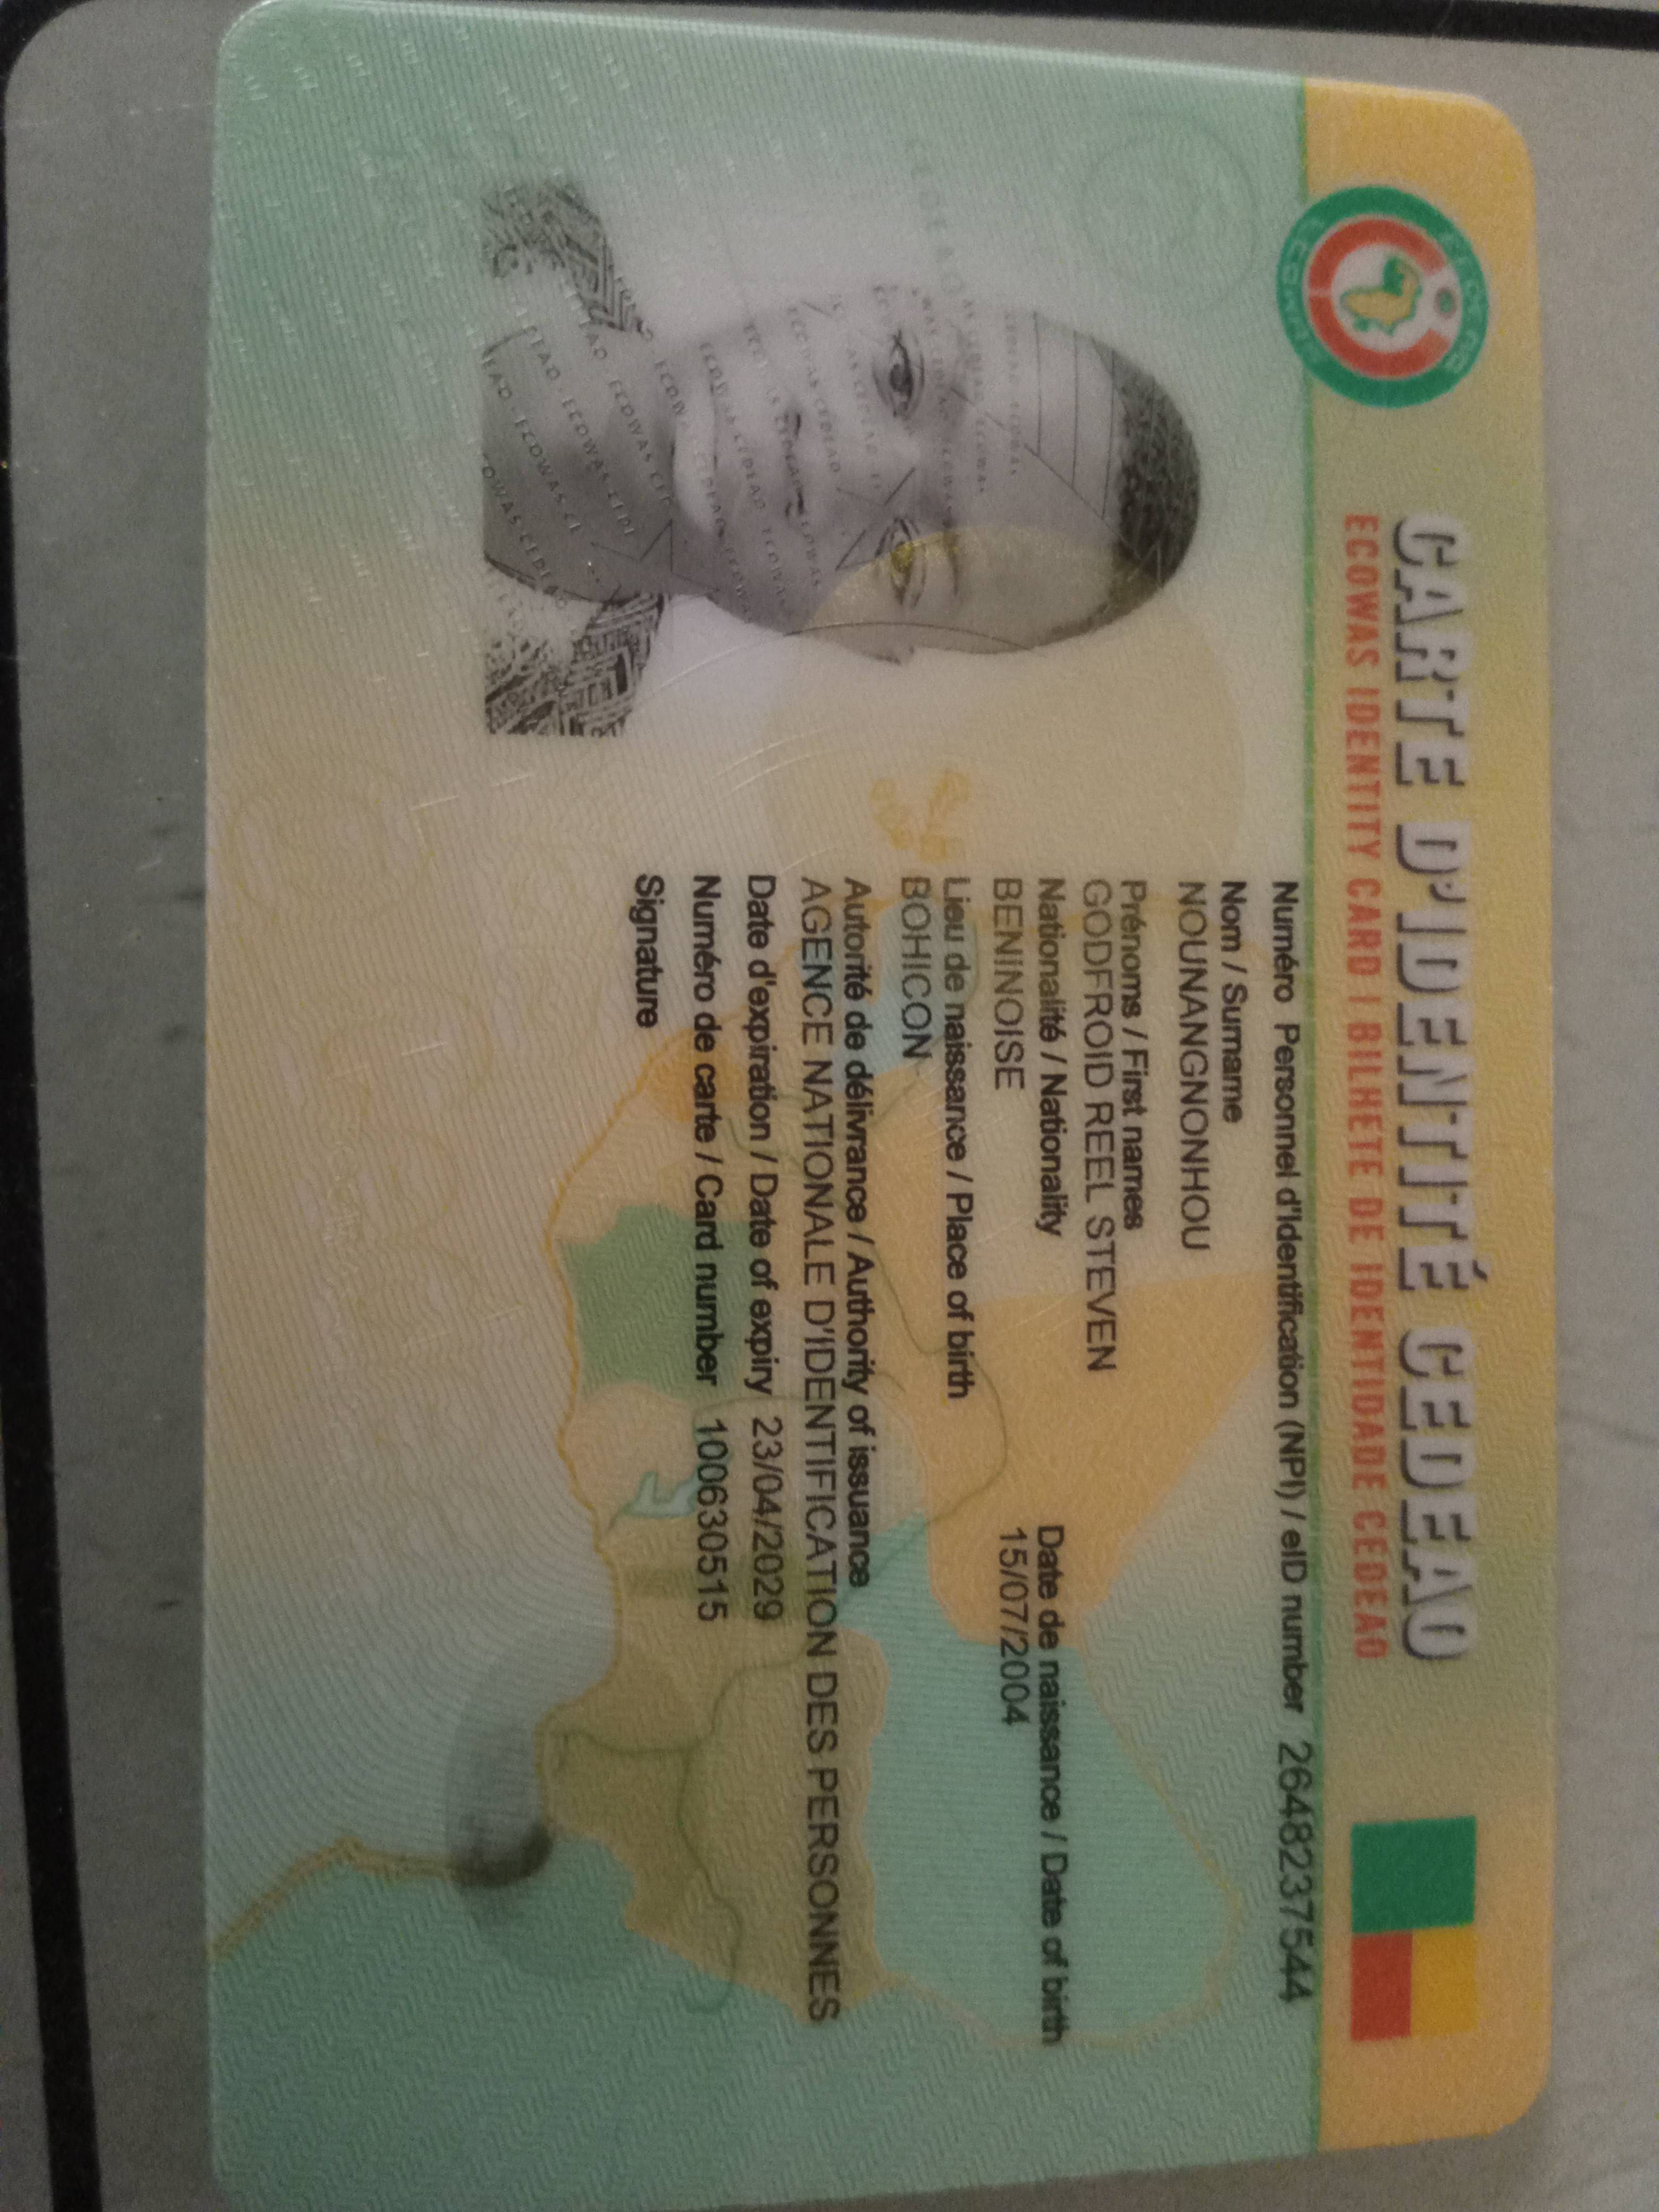 CARTE D'IDENTITÉ CEDEAO
ECOWAS IDENTITY CARD | BILHETE DE IDENTIDADE CEDEAO
Numéro Personnel d'Identification (NPI) / eID number 2648237544
Nom / Surname
NOUNANGNONHOU
Prénoms / First names
GODFROID REEL STEVEN
Nationalité / Nationality
BENINOISE
Date de naissance / Date of birth
15/07/2004
Lieu de naissance / Place of birth
BOHICON
Autorité de délivrance / Authority of issuance
AGENCE NATIONALE D'IDENTIFICATION DES PERSONNES
Date d'expiration / Date of expiry 23/04/2029
Numéro de carte / Card number 100630515
Signature